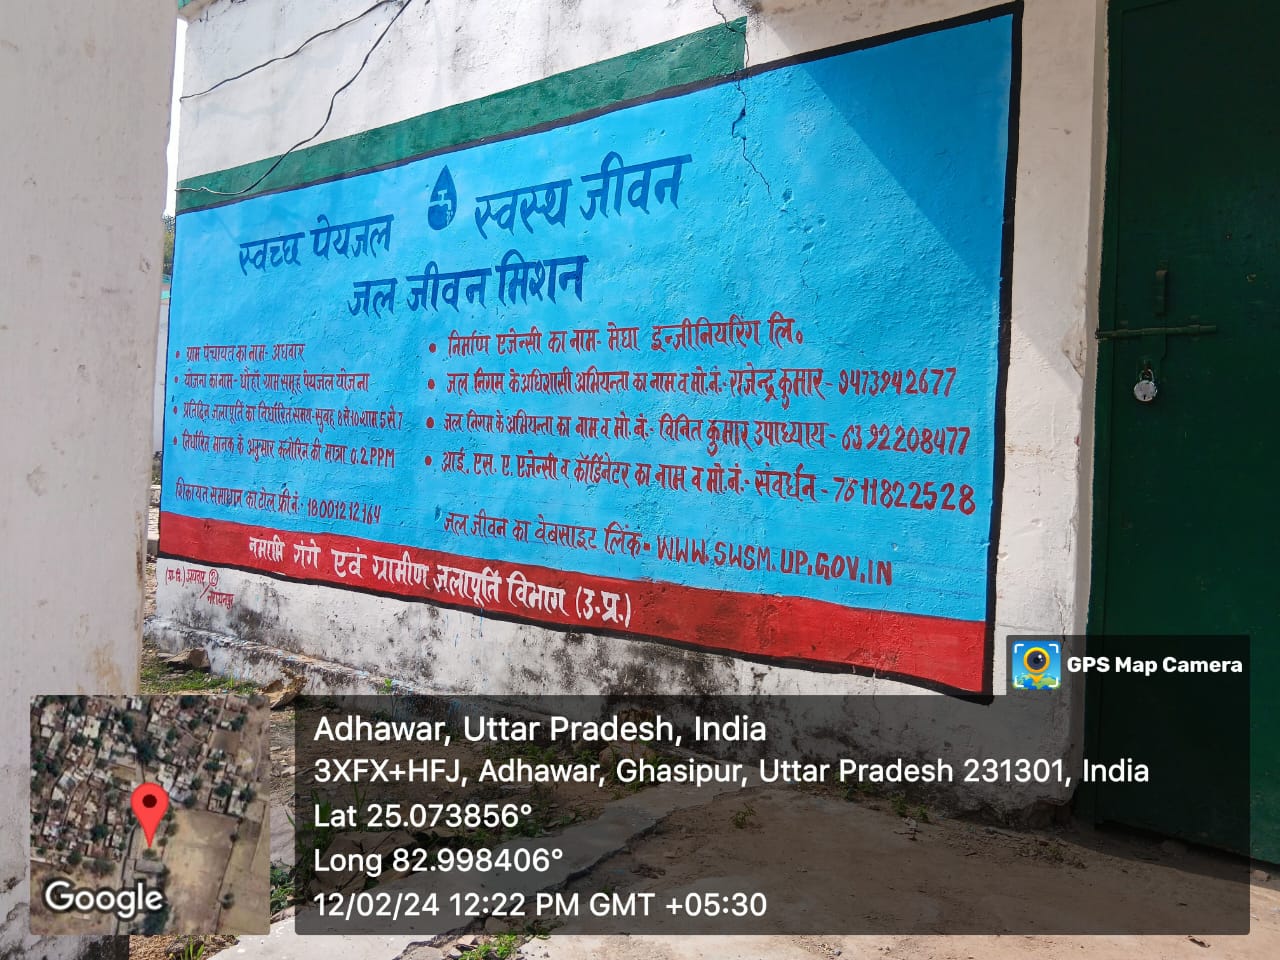 स्वच्छ पेयजल स्वस्थ जीवन
जल जीवन मिशन
• ग्राम पंचायत का नाम- अधवार
• योजना का नाम- धौहा ग्राम समूह पेयजल योजना
• प्रतिदिन जलापूर्ति का निर्धारित समय- सुबह 8 से 10 शाम 5 से 7
• निर्धारित मानक के अनुसार क्लोरिन की मात्रा 0.2 PPM
शिकायत समाधान का टोल फ्री नं.- 18001212164
• निर्माण एजेन्सी का नाम- मेघा इन्जीनियरिंग लि०
• जल निगम के अधिशासी अभियन्ता का नाम व मो.नं.- राजेन्द्र कुमार - 9473942677
• जल निगम के अभियन्ता का नाम व मो. नं.- विनित कुमार उपाध्याय - 6392208477
• आई. एस. ए. एजेन्सी व कॉर्डिनेटर का नाम व मो.नं.- संवर्धन - 7611822528
जल जीवन का वेबसाइट लिंक- WWW.SWSM.UP.GOV.IN
नमामि गंगे एवं ग्रामीण जलापूर्ति विभाग (उ.प्र.)
GPS Map Camera
Adhawar, Uttar Pradesh, India
3XFX+HFJ, Adhawar, Ghasipur, Uttar Pradesh 231301, India
Lat 25.073856°
Long 82.998406°
12/02/24 12:22 PM GMT +05:30
Google